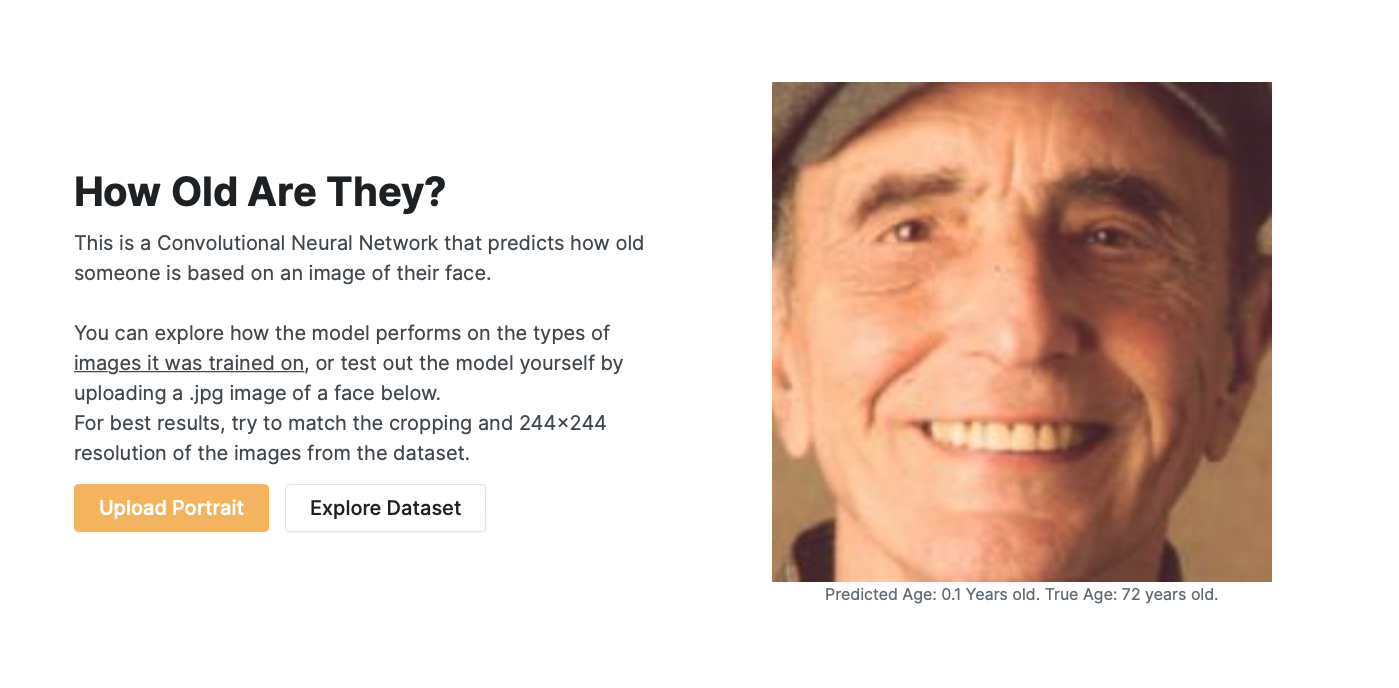 How Old Are They?
This is a Convolutional Neural Network that predicts how old
someone is based on an image of their face.
You can explore how the model performs on the types of
images it was trained on, or test out the model yourself by
uploading a .jpg image of a face below.
For best results, try to match the cropping and 244×244
resolution of the images from the dataset.
Upload Portrait
Explore Dataset
Predicted Age: 0.1 Years old. True Age: 72 years old.